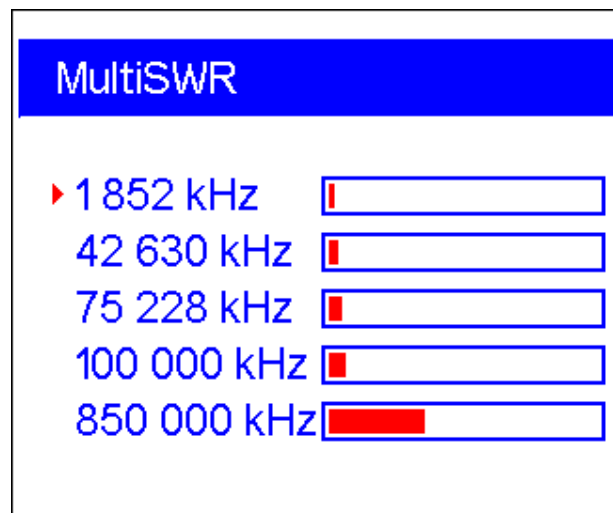 MultiSWR
1 852 kHz
42 630 kHz
75 228 kHz
100 000 kHz
850 000 kHz